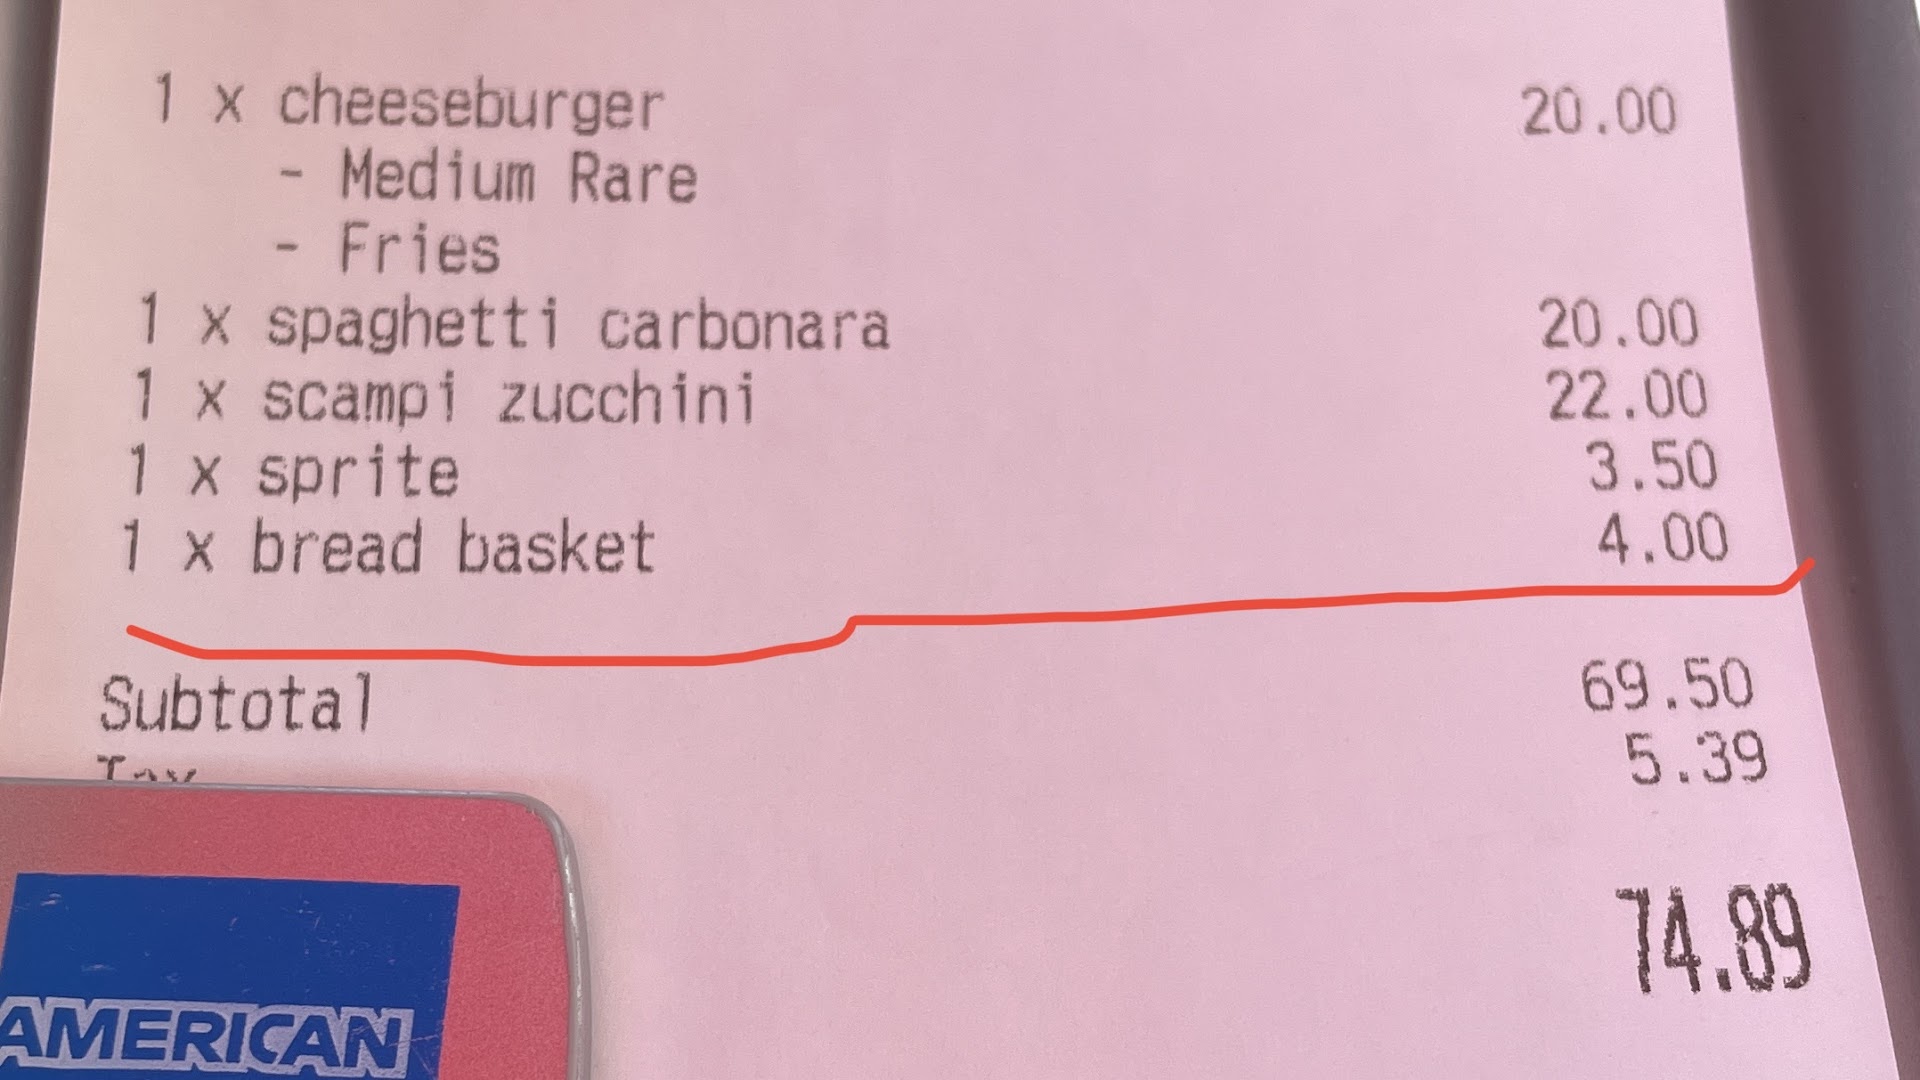 1 x cheeseburger 20.00
- Medium Rare
- Fries
1 x spaghetti carbonara 20.00
1 x scampi zucchini 22.00
1 x sprite 3.50
1 x bread basket 4.00
Subtotal 69.50
Tax 5.39
74.89
AMERICAN